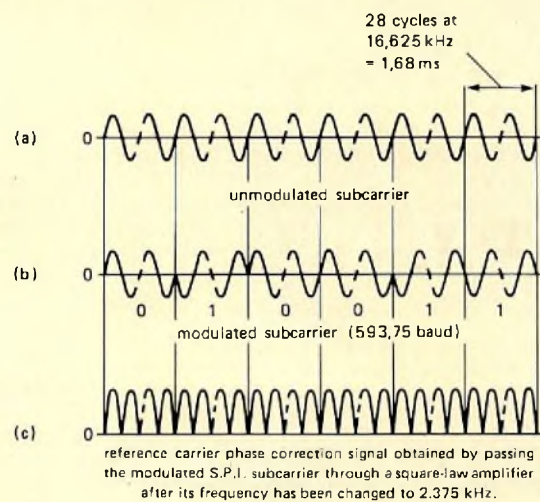 28 cycles at
16,625 kHz
= 1,68 ms
(a)
0
unmodulated subcarrier
(b)
0
0 1 0 0 1 1
modulated subcarrier (593,75 baud)
(c)
0
reference carrier phase correction signal obtained by passing
the modulated S.P.I. subcarrier through a square-law amplifier
after its frequency has been changed to 2.375 kHz.